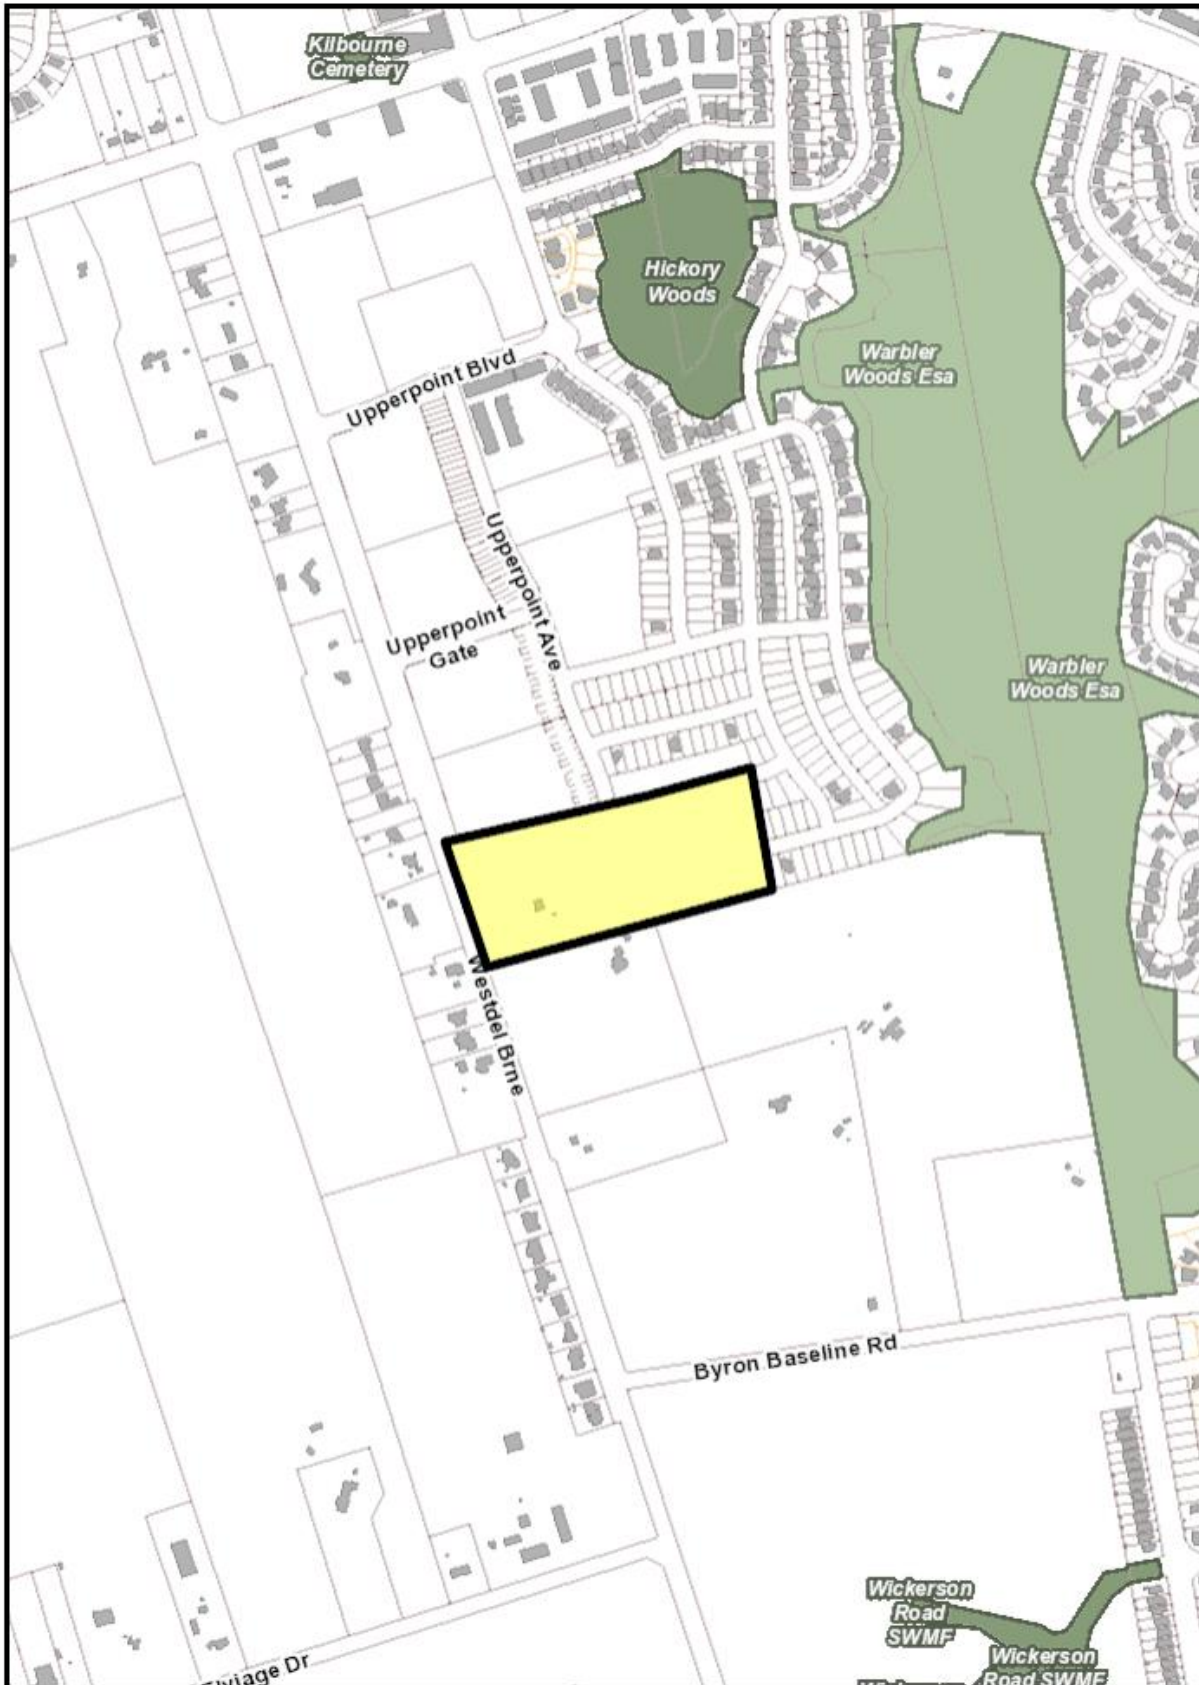 Kilbourne
Cemetery
Hickory
Woods
Warbler
Woods Esa
Upperpoint Blvd
Upperpoint Ave
Upperpoint
Gate
Warbler
Woods Esa
Westdel Brne
Byron Baseline Rd
Wickerson
Road
SWMF
Wickerson
Road SWMF
Dr